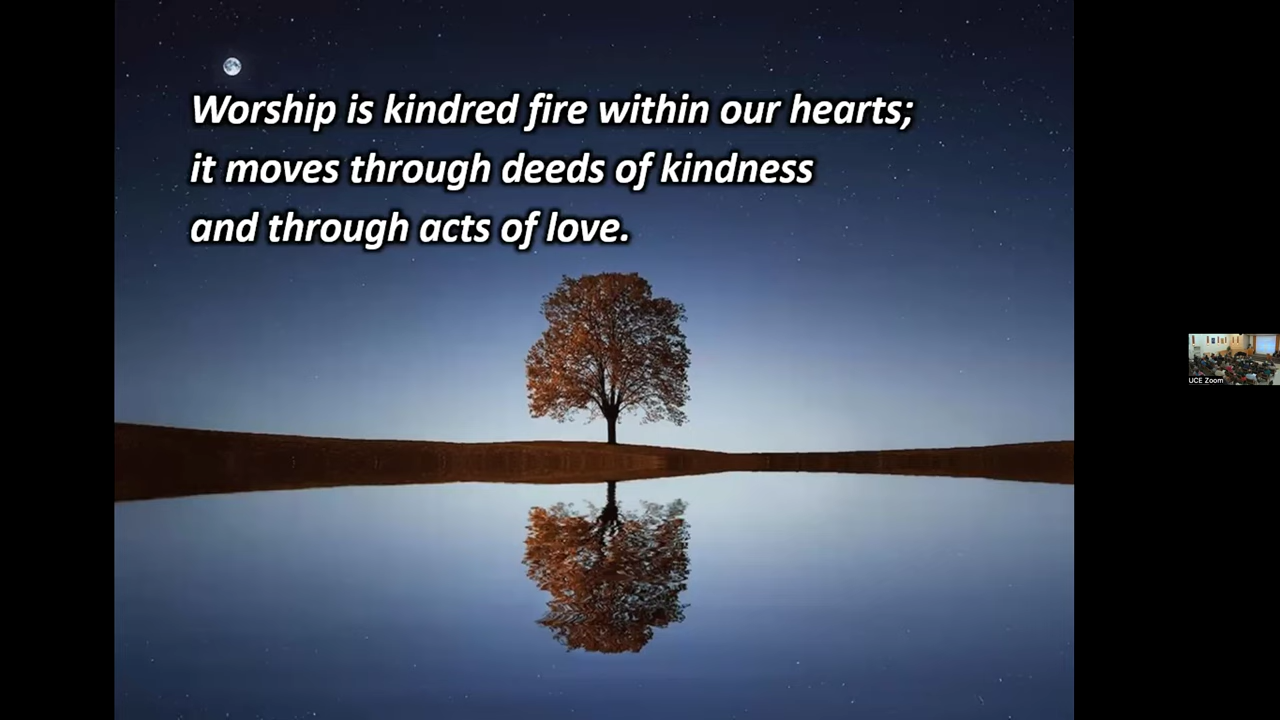 Worship is kindred fire within our hearts;
it moves through deeds of kindness
and through acts of love.
UCE Zoom